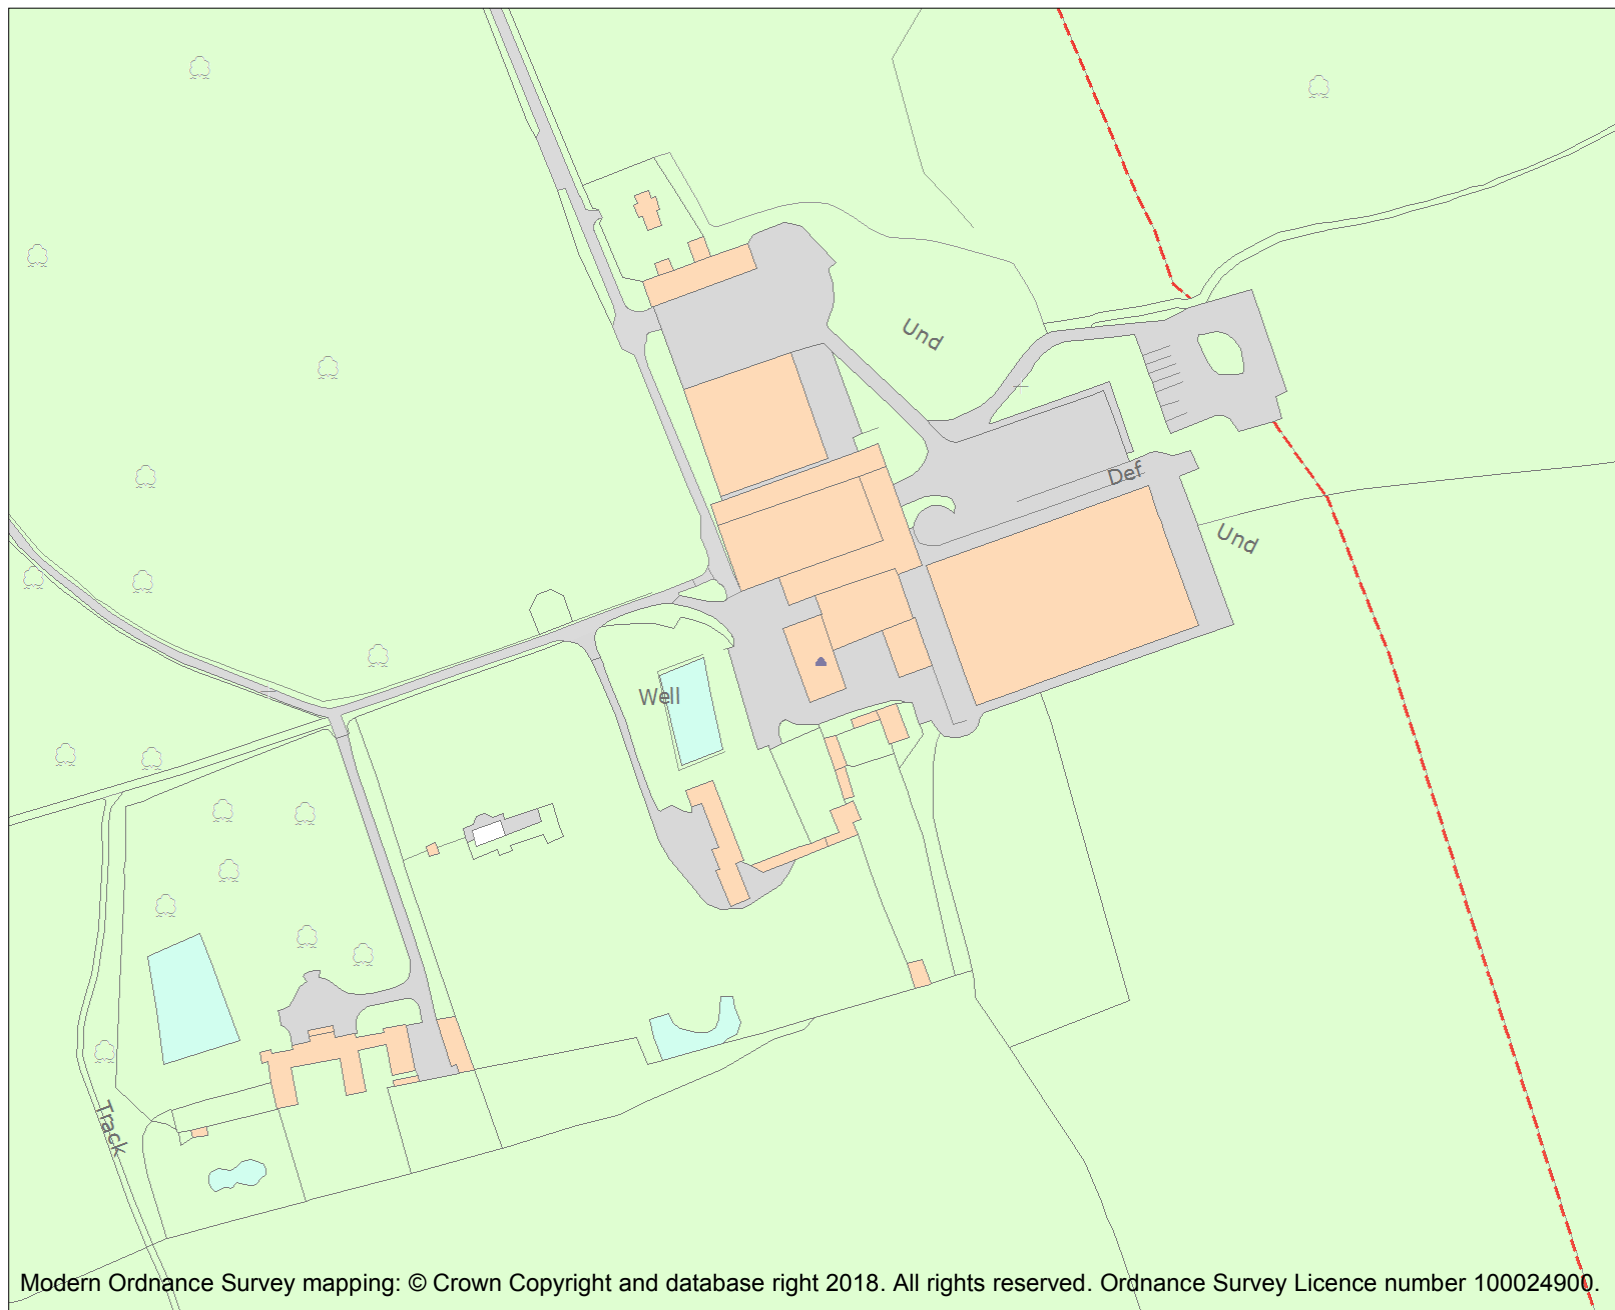 Und
Def
Und
Well
Track
Modern Ordnance Survey mapping: © Crown Copyright and database right 2018. All rights reserved. Ordnance Survey Licence number 100024900.